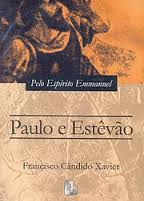 Pelo Espírito Emmanuel
Paulo e Estêvão
Francisco Cândido Xavier